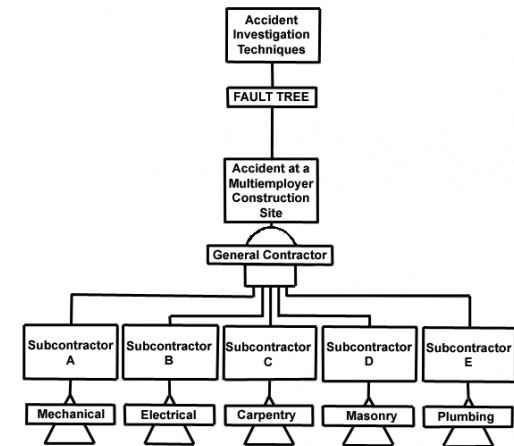 Accident
Investigation
Techniques
FAULT TREE
Accident at a
Multiemployer
Construction
Site
General Contractor
Subcontractor
A
Subcontractor
B
Subcontractor
C
Subcontractor
D
Subcontractor
E
Mechanical
Electrical
Carpentry
Masonry
Plumbing